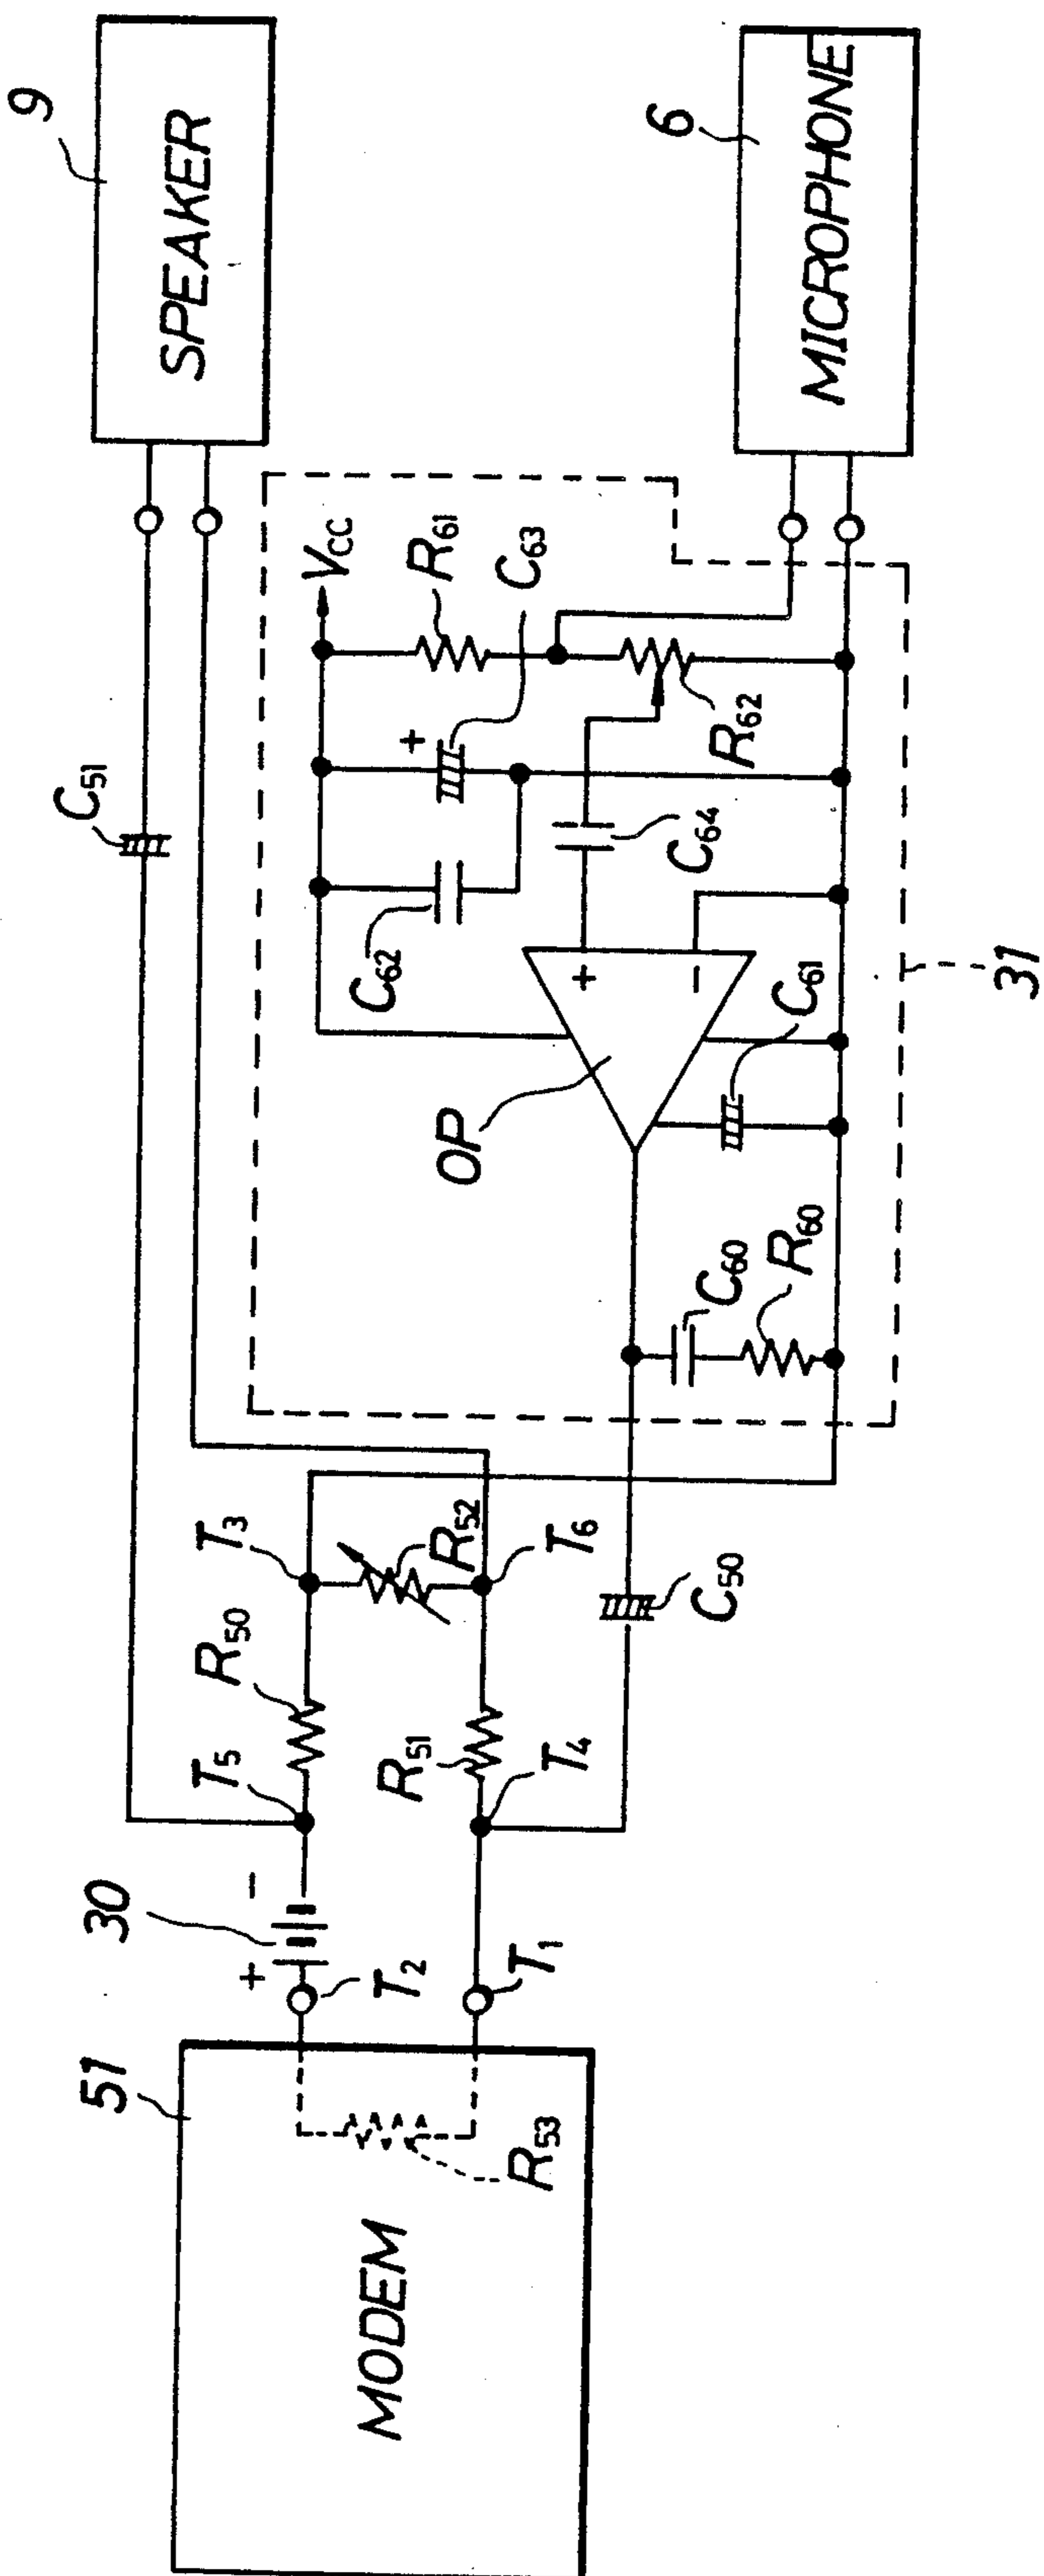 9
SPEAKER
6
MICROPHONE
VCC
R61
C63
+
R62
C51
C64
C62
+
−
C61
31
OP
C60
R60
T3
R52
T6
R50
C50
T5
R51
T4
30
−
+
T2
T1
51
R53
MODEM